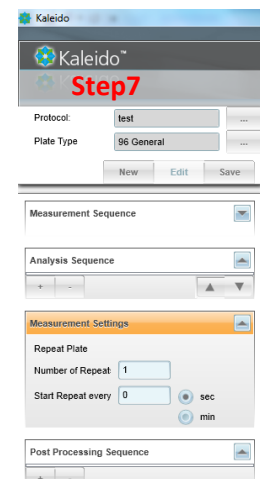 Kaleido
Kaleido™
Step7
Protocol: test ...
Plate Type 96 General ...
New Edit Save
Measurement Sequence
Analysis Sequence
+ -
Measurement Settings
Repeat Plate
Number of Repeat 1
Start Repeat every 0 sec
min
Post Processing Sequence